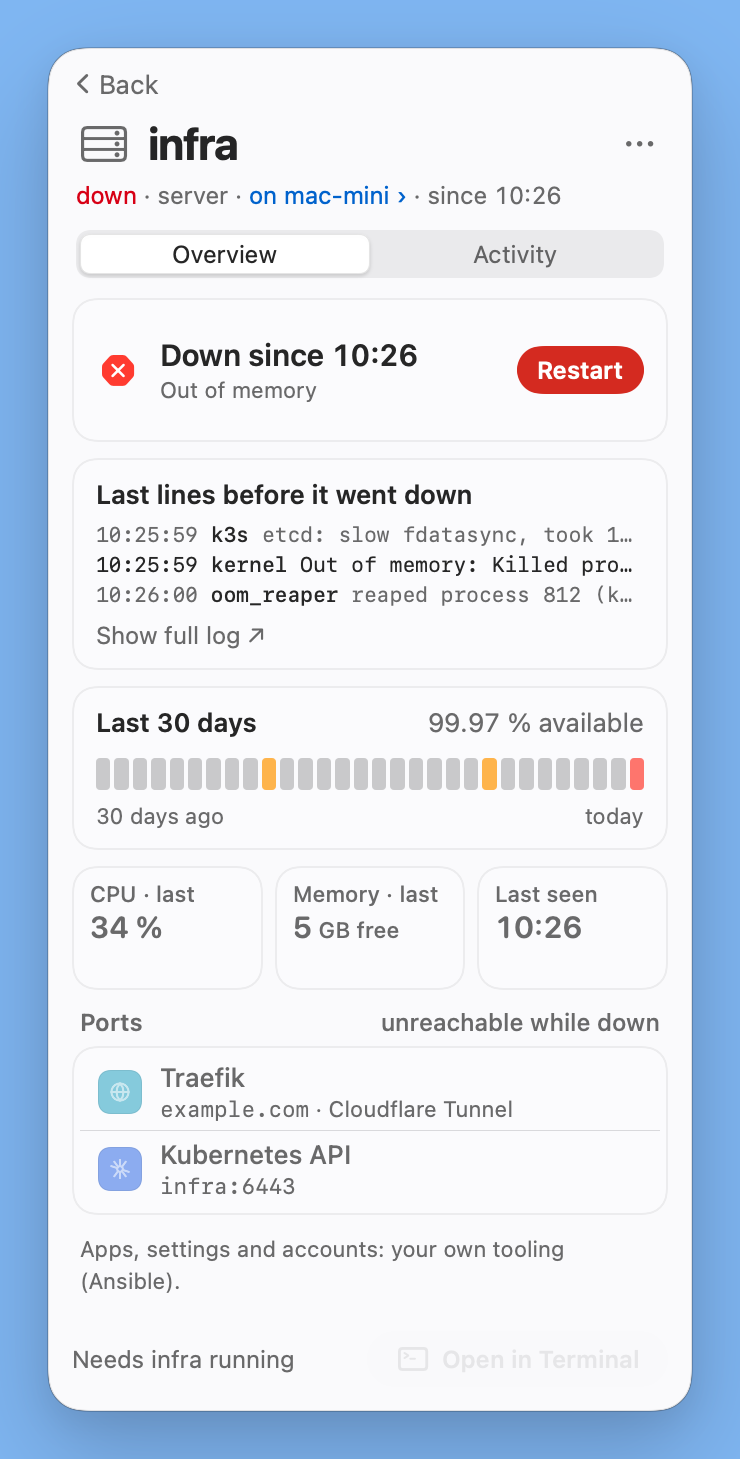 Back
infra
down · server · on mac-mini › · since 10:26
Overview
Activity
Down since 10:26
Out of memory
Restart
Last lines before it went down
10:25:59 k3s etcd: slow fdatasync, took 1…
10:25:59 kernel Out of memory: Killed pro…
10:26:00 oom_reaper reaped process 812 (k…
Show full log ↗
Last 30 days
99.97 % available
30 days ago
today
CPU · last
34 %
Memory · last
5 GB free
Last seen
10:26
Ports
unreachable while down
Traefik
example.com · Cloudflare Tunnel
Kubernetes API
infra:6443
Apps, settings and accounts: your own tooling
(Ansible).
Needs infra running
Open in Terminal